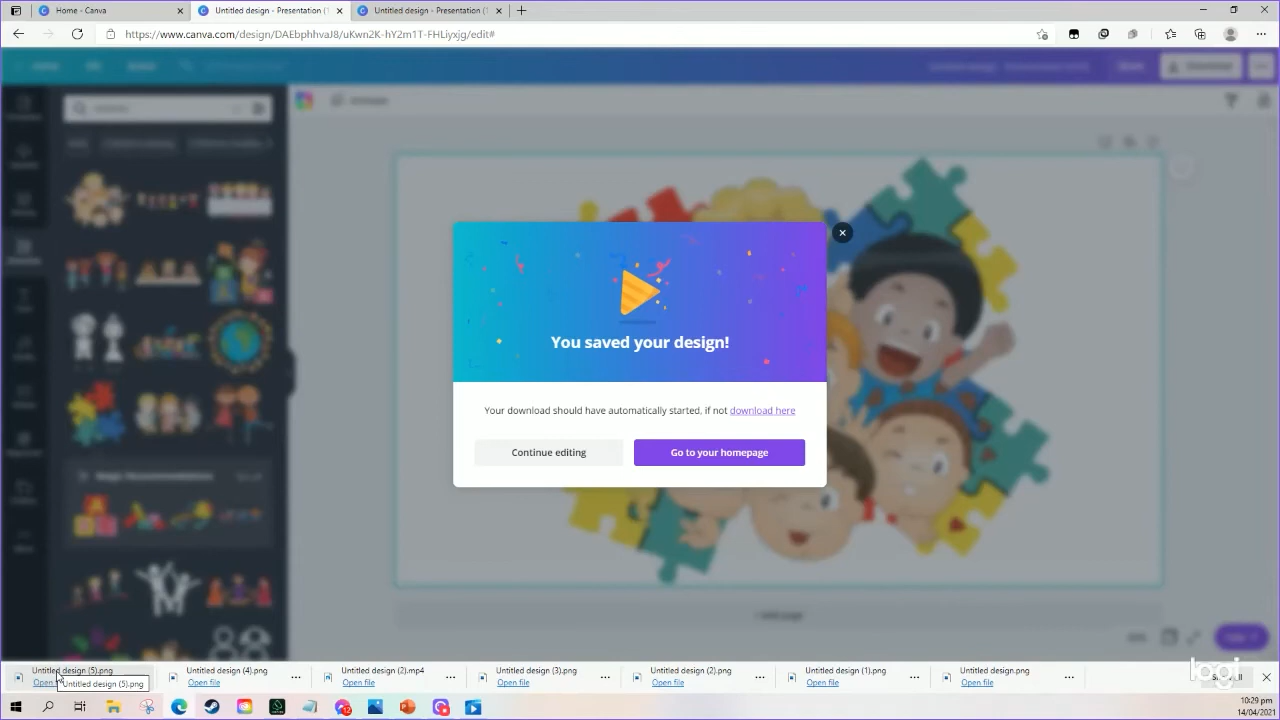 Home - Canva
Untitled design - Presentation (1
Untitled design - Presentation (1
https://www.canva.com/design/DAEbphhvaJ8/uKwn2K-hY2m1T-FHLiyxjg/edit#
You saved your design!
Your download should have automatically started, if not download here
Continue editing
Go to your homepage
Untitled design (5).png
Untitled design (4).png
Untitled design (2).mp4
Untitled design (3).png
Untitled design (2).png
Untitled design (1).png
Untitled design.png
Open file
Open file
Open file
Open file
Open file
Open file
Untitled design (5).png
logi
12
10:29 pm
14/04/2021